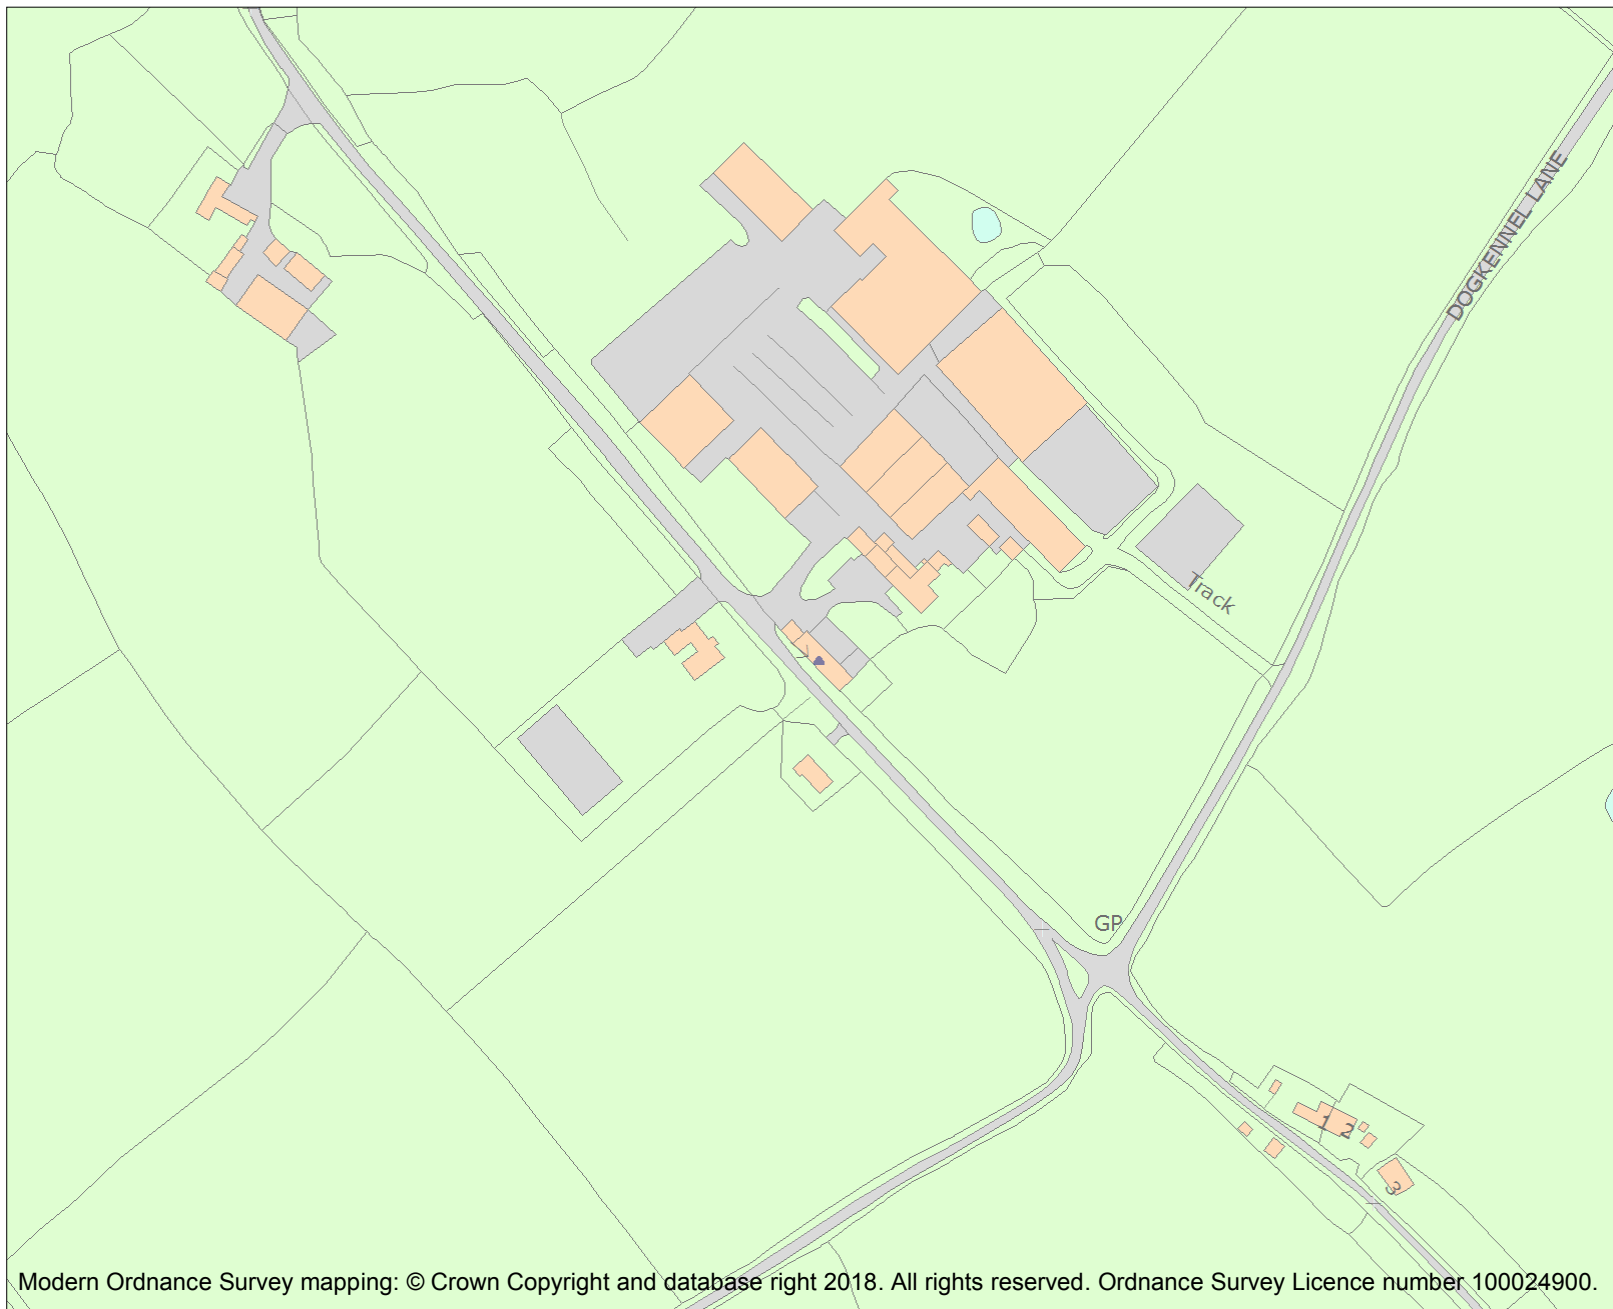 DOGKENNEL LANE
Track
GP
1 2
3
Modern Ordnance Survey mapping: © Crown Copyright and database right 2018. All rights reserved. Ordnance Survey Licence number 100024900.